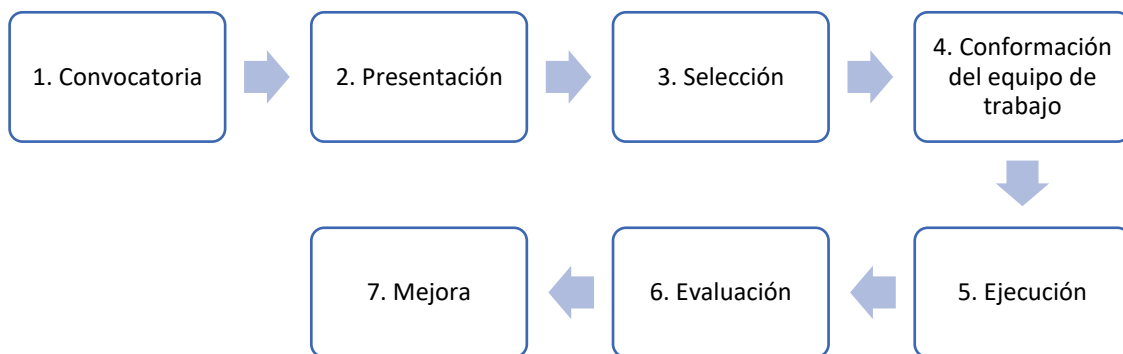 1. Convocatoria
2. Presentación
3. Selección
4. Conformación
del equipo de
trabajo
5. Ejecución
6. Evaluación
7. Mejora